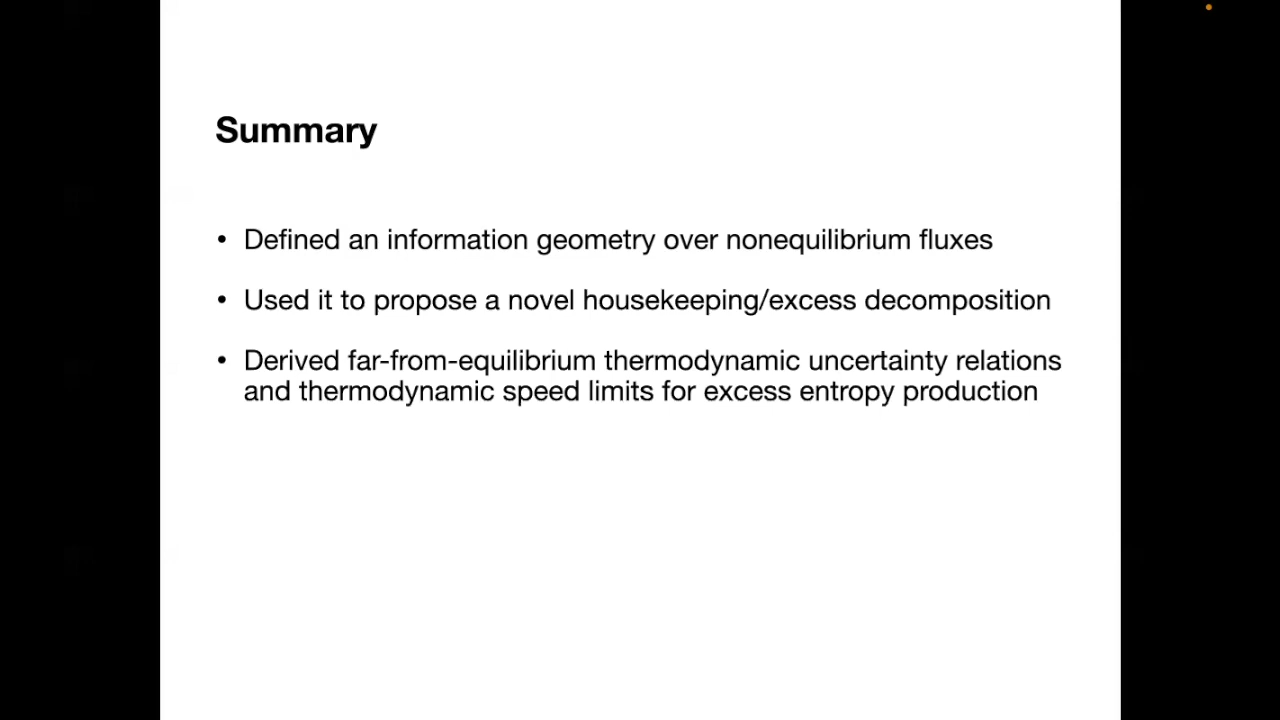 Summary
• Defined an information geometry over nonequilibrium fluxes
• Used it to propose a novel housekeeping/excess decomposition
• Derived far-from-equilibrium thermodynamic uncertainty relations
and thermodynamic speed limits for excess entropy production